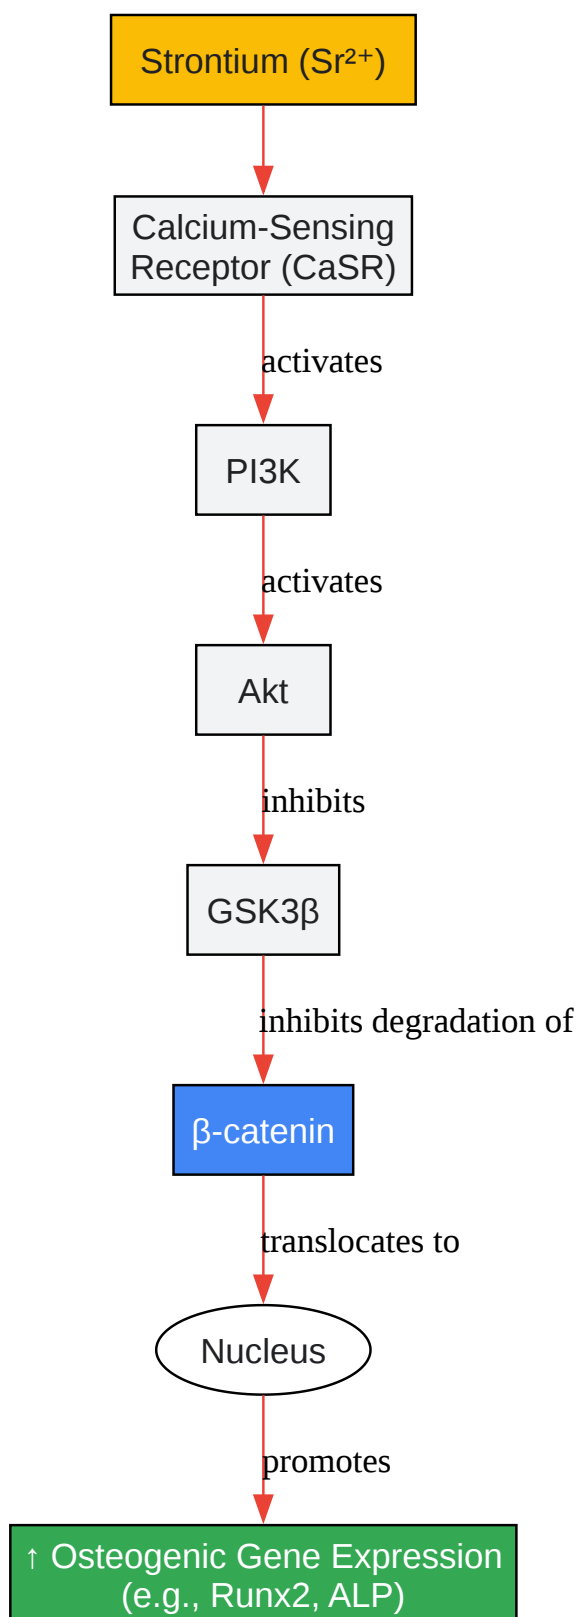 Strontium (Sr²⁺)
Calcium-Sensing
Receptor (CaSR)
activates
PI3K
activates
Akt
inhibits
GSK3β
inhibits degradation of
β-catenin
translocates to
Nucleus
promotes
↑ Osteogenic Gene Expression
(e.g., Runx2, ALP)